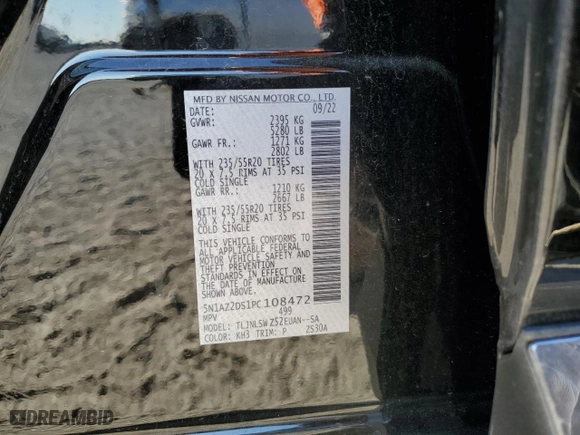 MFD BY NISSAN MOTOR CO., LTD.
DATE: 09/22
GVWR: 2395 KG
5280 LB
GAWR FR.: 1271 KG
2802 LB
WITH 235/55R20 TIRES
20 X 7.5 RIMS AT 35 PSI
COLD SINGLE
GAWR RR.: 1210 KG
2667 LB
WITH 235/55R20 TIRES
20 X 7.5 RIMS AT 35 PSI
COLD SINGLE
THIS VEHICLE CONFORMS TO
ALL APPLICABLE FEDERAL
MOTOR VEHICLE SAFETY AND
THEFT PREVENTION
STANDARDS IN EFFECT ON
THE DATE OF MANUFACTURE
SHOWN ABOVE.
5N1AZ2DS1PC108472
MPV 499
MODEL: TLJNLSW Z52EUAN--SA
COLOR: KH3 TRIM: P Z530A
DREAMBID